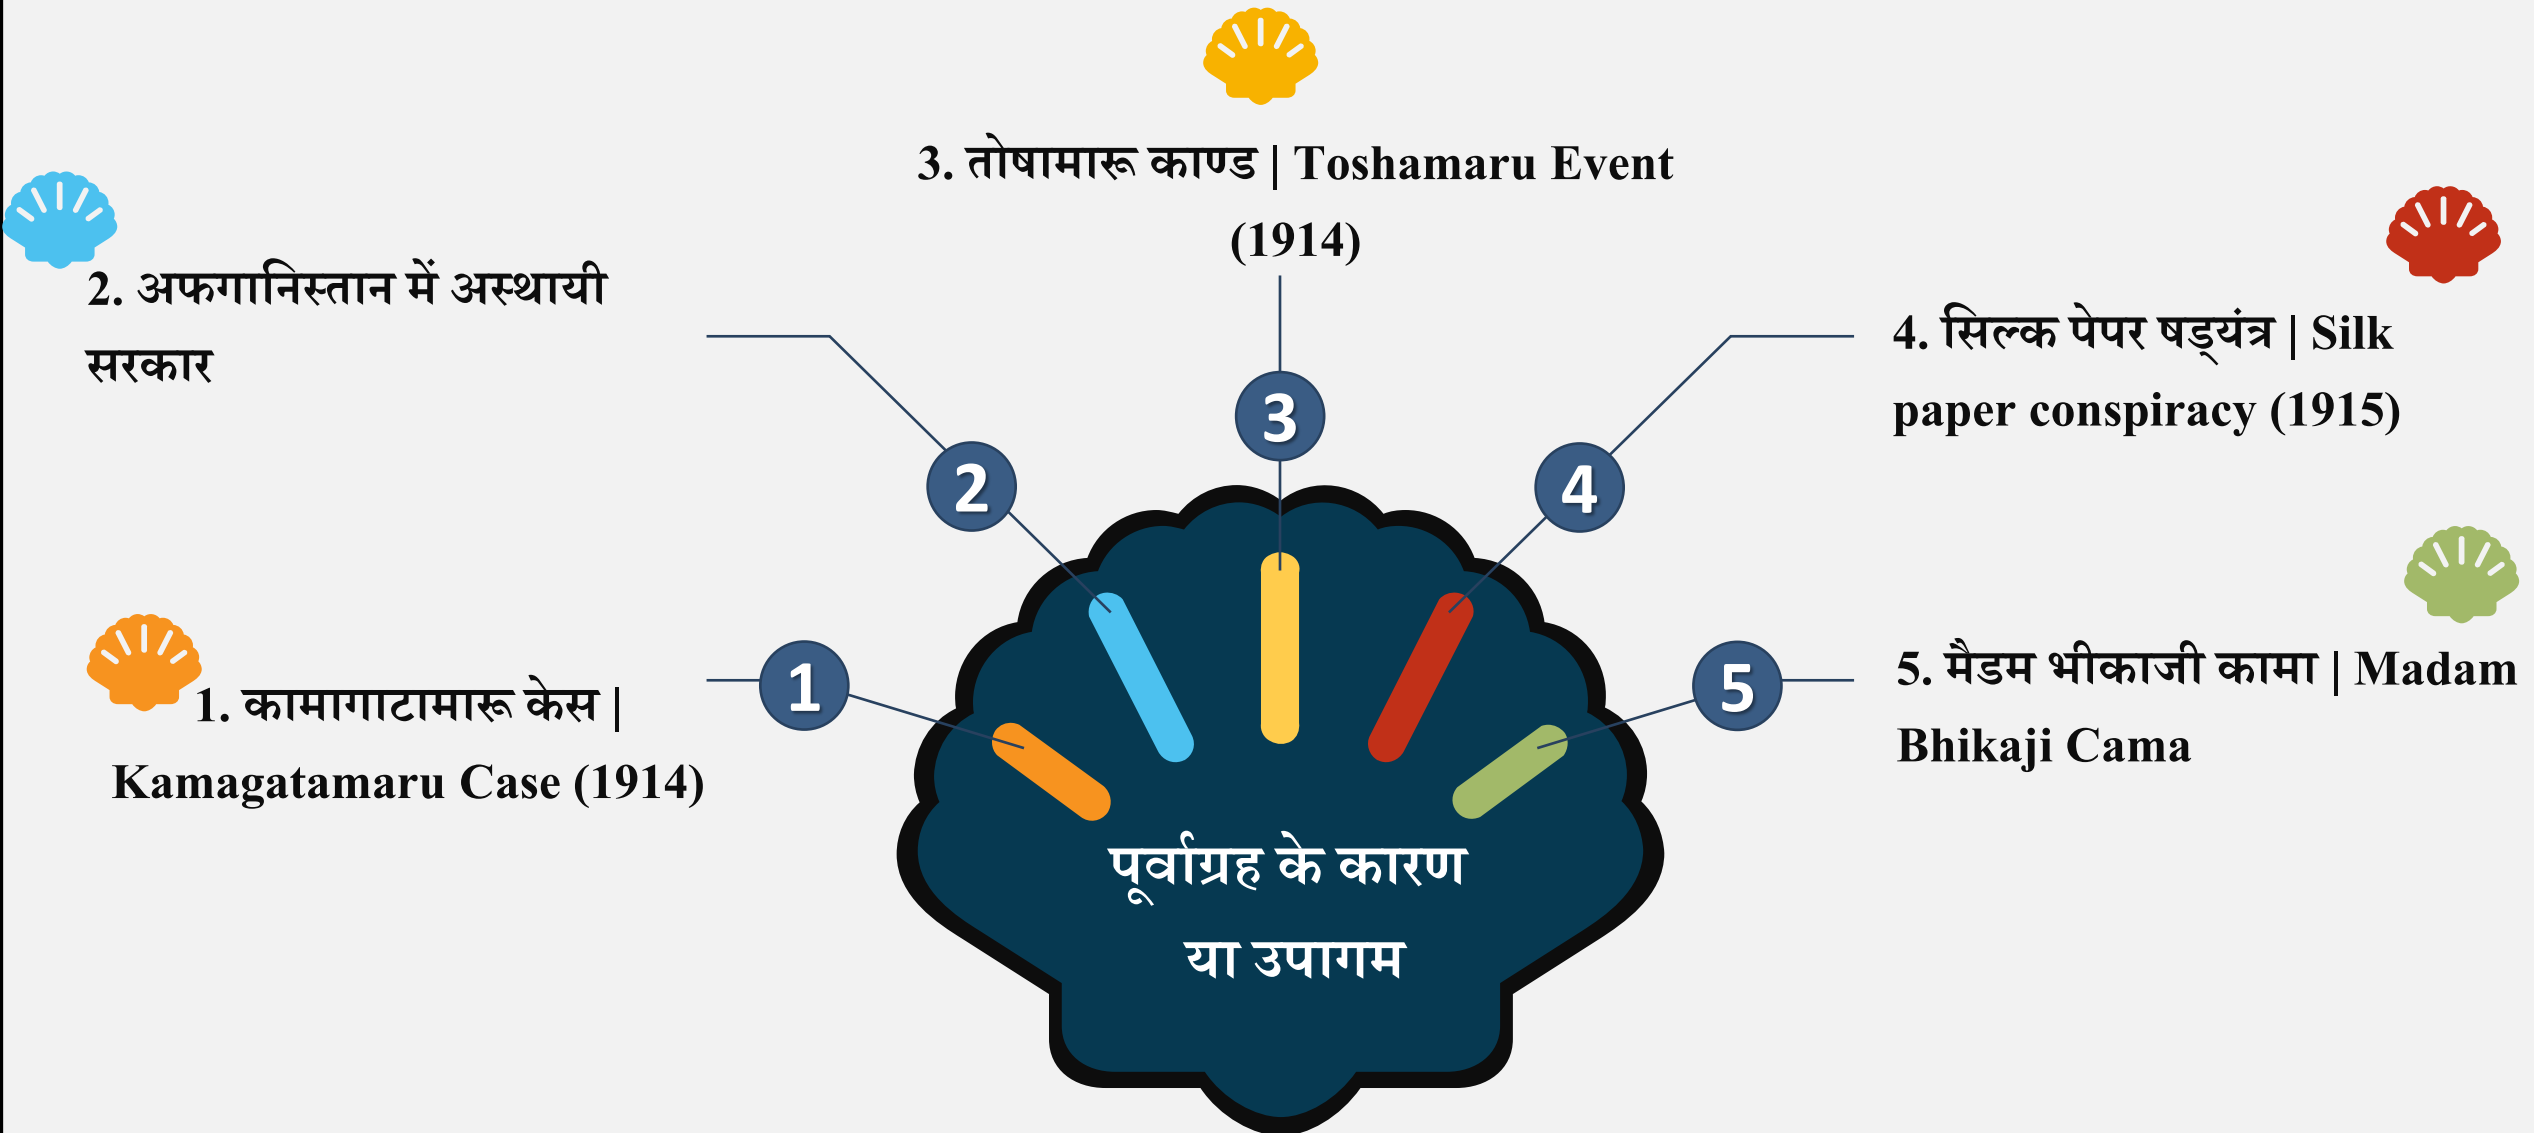 3. तोषामारू काण्ड | Toshamaru Event
(1914)
2. अफगानिस्तान में अस्थायी
सरकार
4. सिल्क पेपर षड्यंत्र | Silk
paper conspiracy (1915)
3
2
4
1. कामागाटामारू केस |
Kamagatamaru Case (1914)
1
5
5. मैडम भीकाजी कामा | Madam
Bhikaji Cama
पूर्वाग्रह के कारण
या उपागम